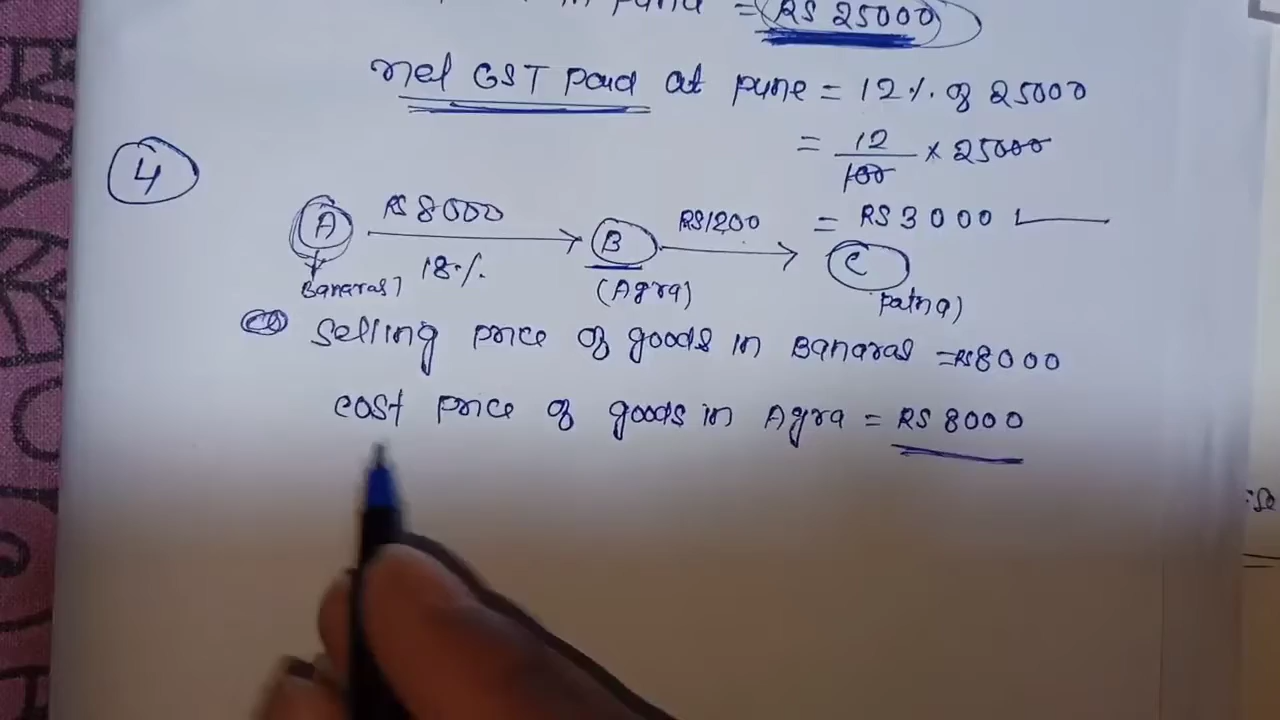 = RS 25000
net GST paid at pune = 12 % of 25000
= 12/100 × 25000
4
A RS 8000 B RS1200 = RS 3000
18% C
Banaras) (Agra) patna)
Selling price of goods in Banaras =RS8000
cost price of goods in Agra = RS 8000